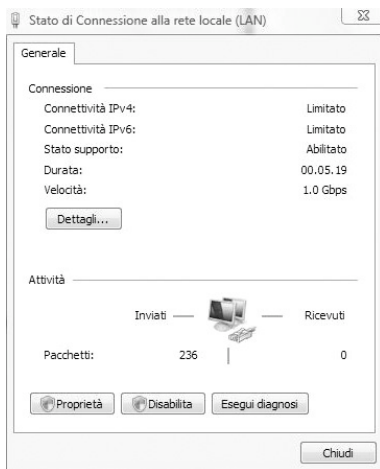 Stato di Connessione alla rete locale (LAN)
Generale
Connessione
Connettività IPv4: Limitato
Connettività IPv6: Limitato
Stato supporto: Abilitato
Durata: 00.05.19
Velocità: 1.0 Gbps
Dettagli...
Attività
Inviati — — Ricevuti
Pacchetti: 236 | 0
Proprietà Disabilita Esegui diagnosi
Chiudi